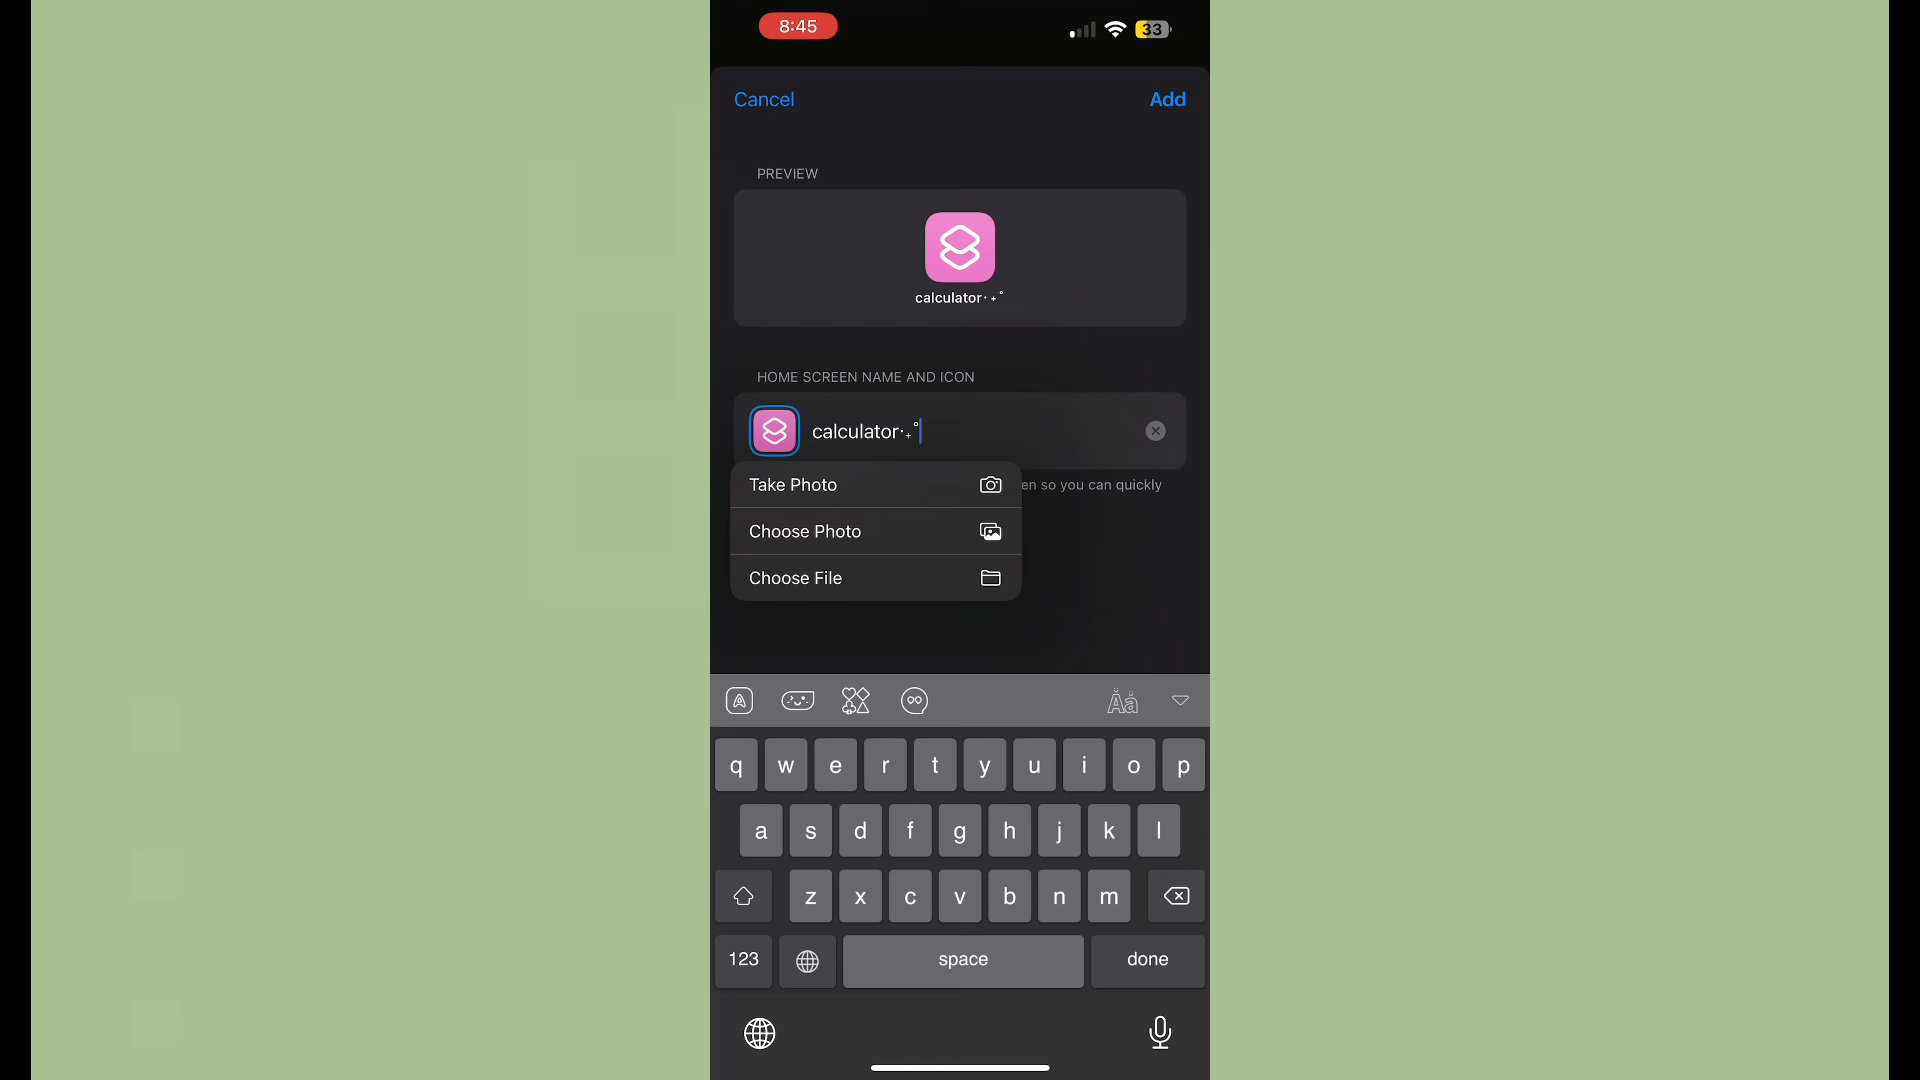 8:45
33
Cancel
Add
PREVIEW
calculator‧₊˚
HOME SCREEN NAME AND ICON
calculator‧₊˚
en so you can quickly
Take Photo
Choose Photo
Choose File
Aa
q w e r t y u i o p
a s d f g h j k l
z x c v b n m
123
space
done